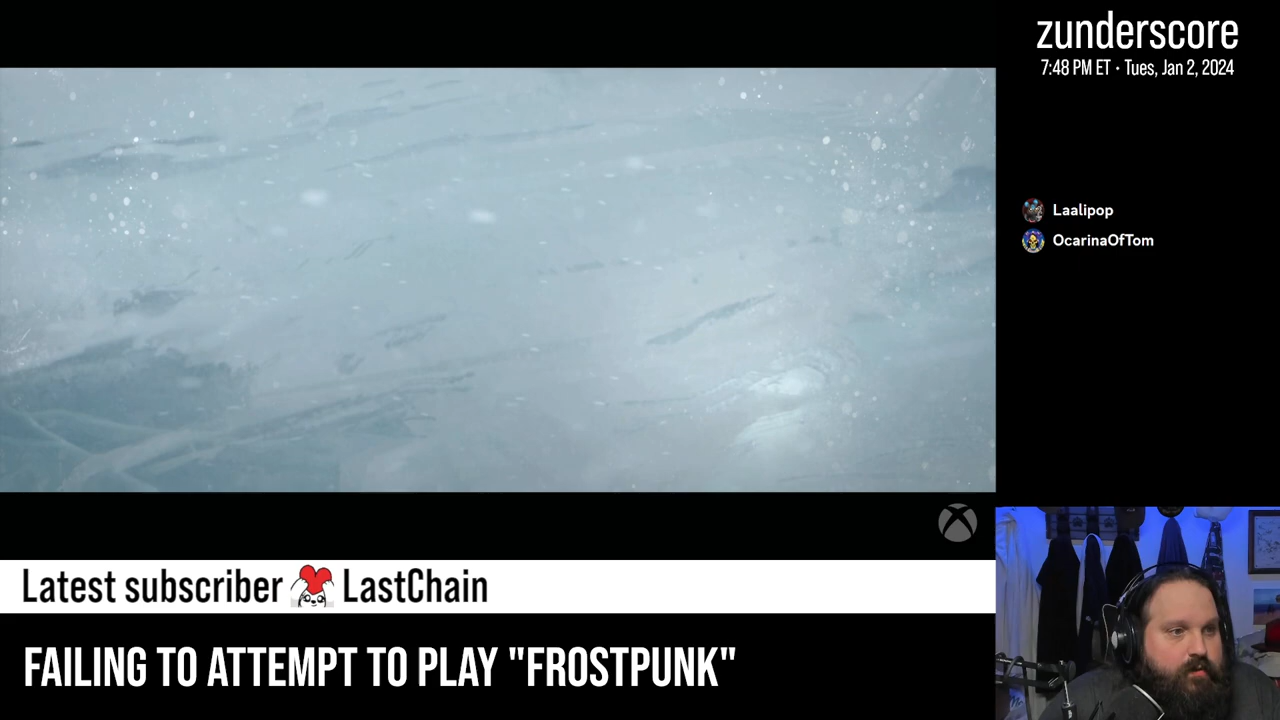 zunderscore
7:48 PM ET • Tues, Jan 2, 2024
Laalipop
OcarinaOfTom
Latest subscriber LastChain
FAILING TO ATTEMPT TO PLAY "FROSTPUNK"